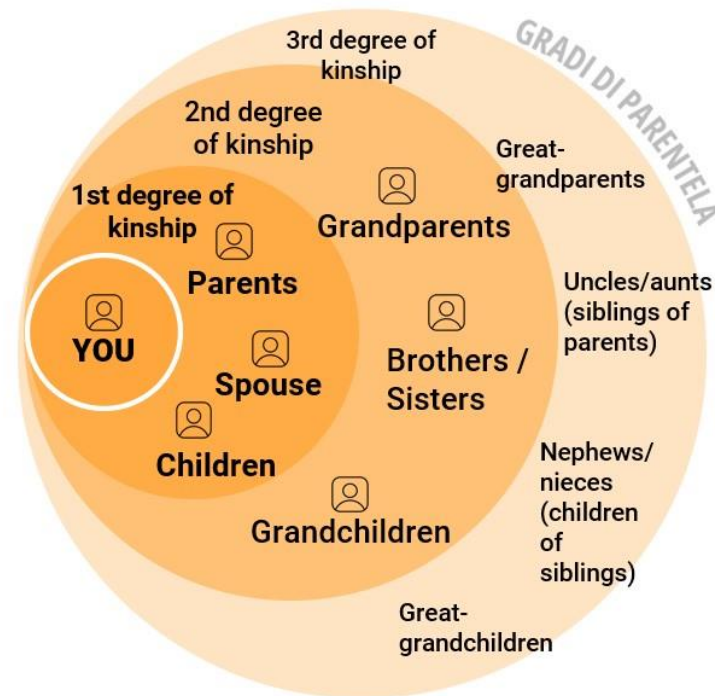 3rd degree of
kinship
GRADI DI PARENTELA
2nd degree
of kinship
Great-
grandparents
1st degree of
kinship
Grandparents
Parents
Uncles/aunts
(siblings of
parents)
YOU
Spouse
Brothers /
Sisters
Children
Nephews/
nieces
(children
of
siblings)
Grandchildren
Great-
grandchildren